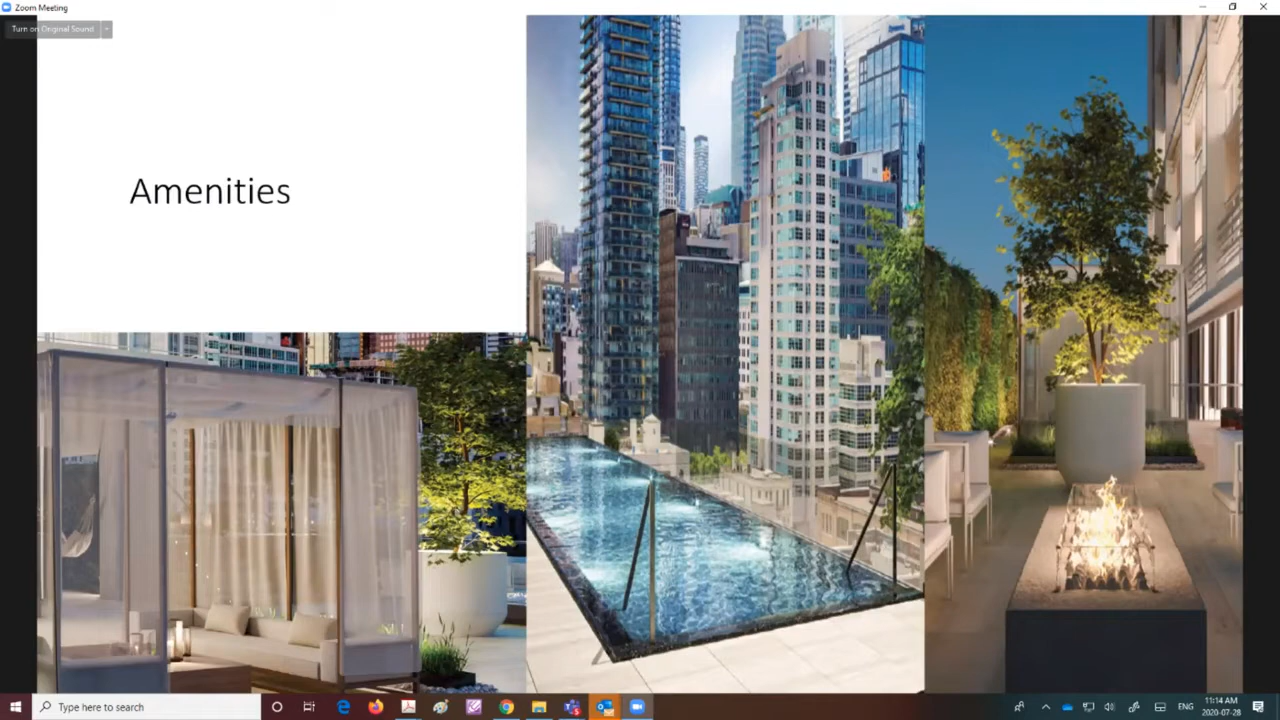 Zoom Meeting
Turn on Original Sound
Amenities
Type here to search
ENG
11:14 AM
2020-07-28